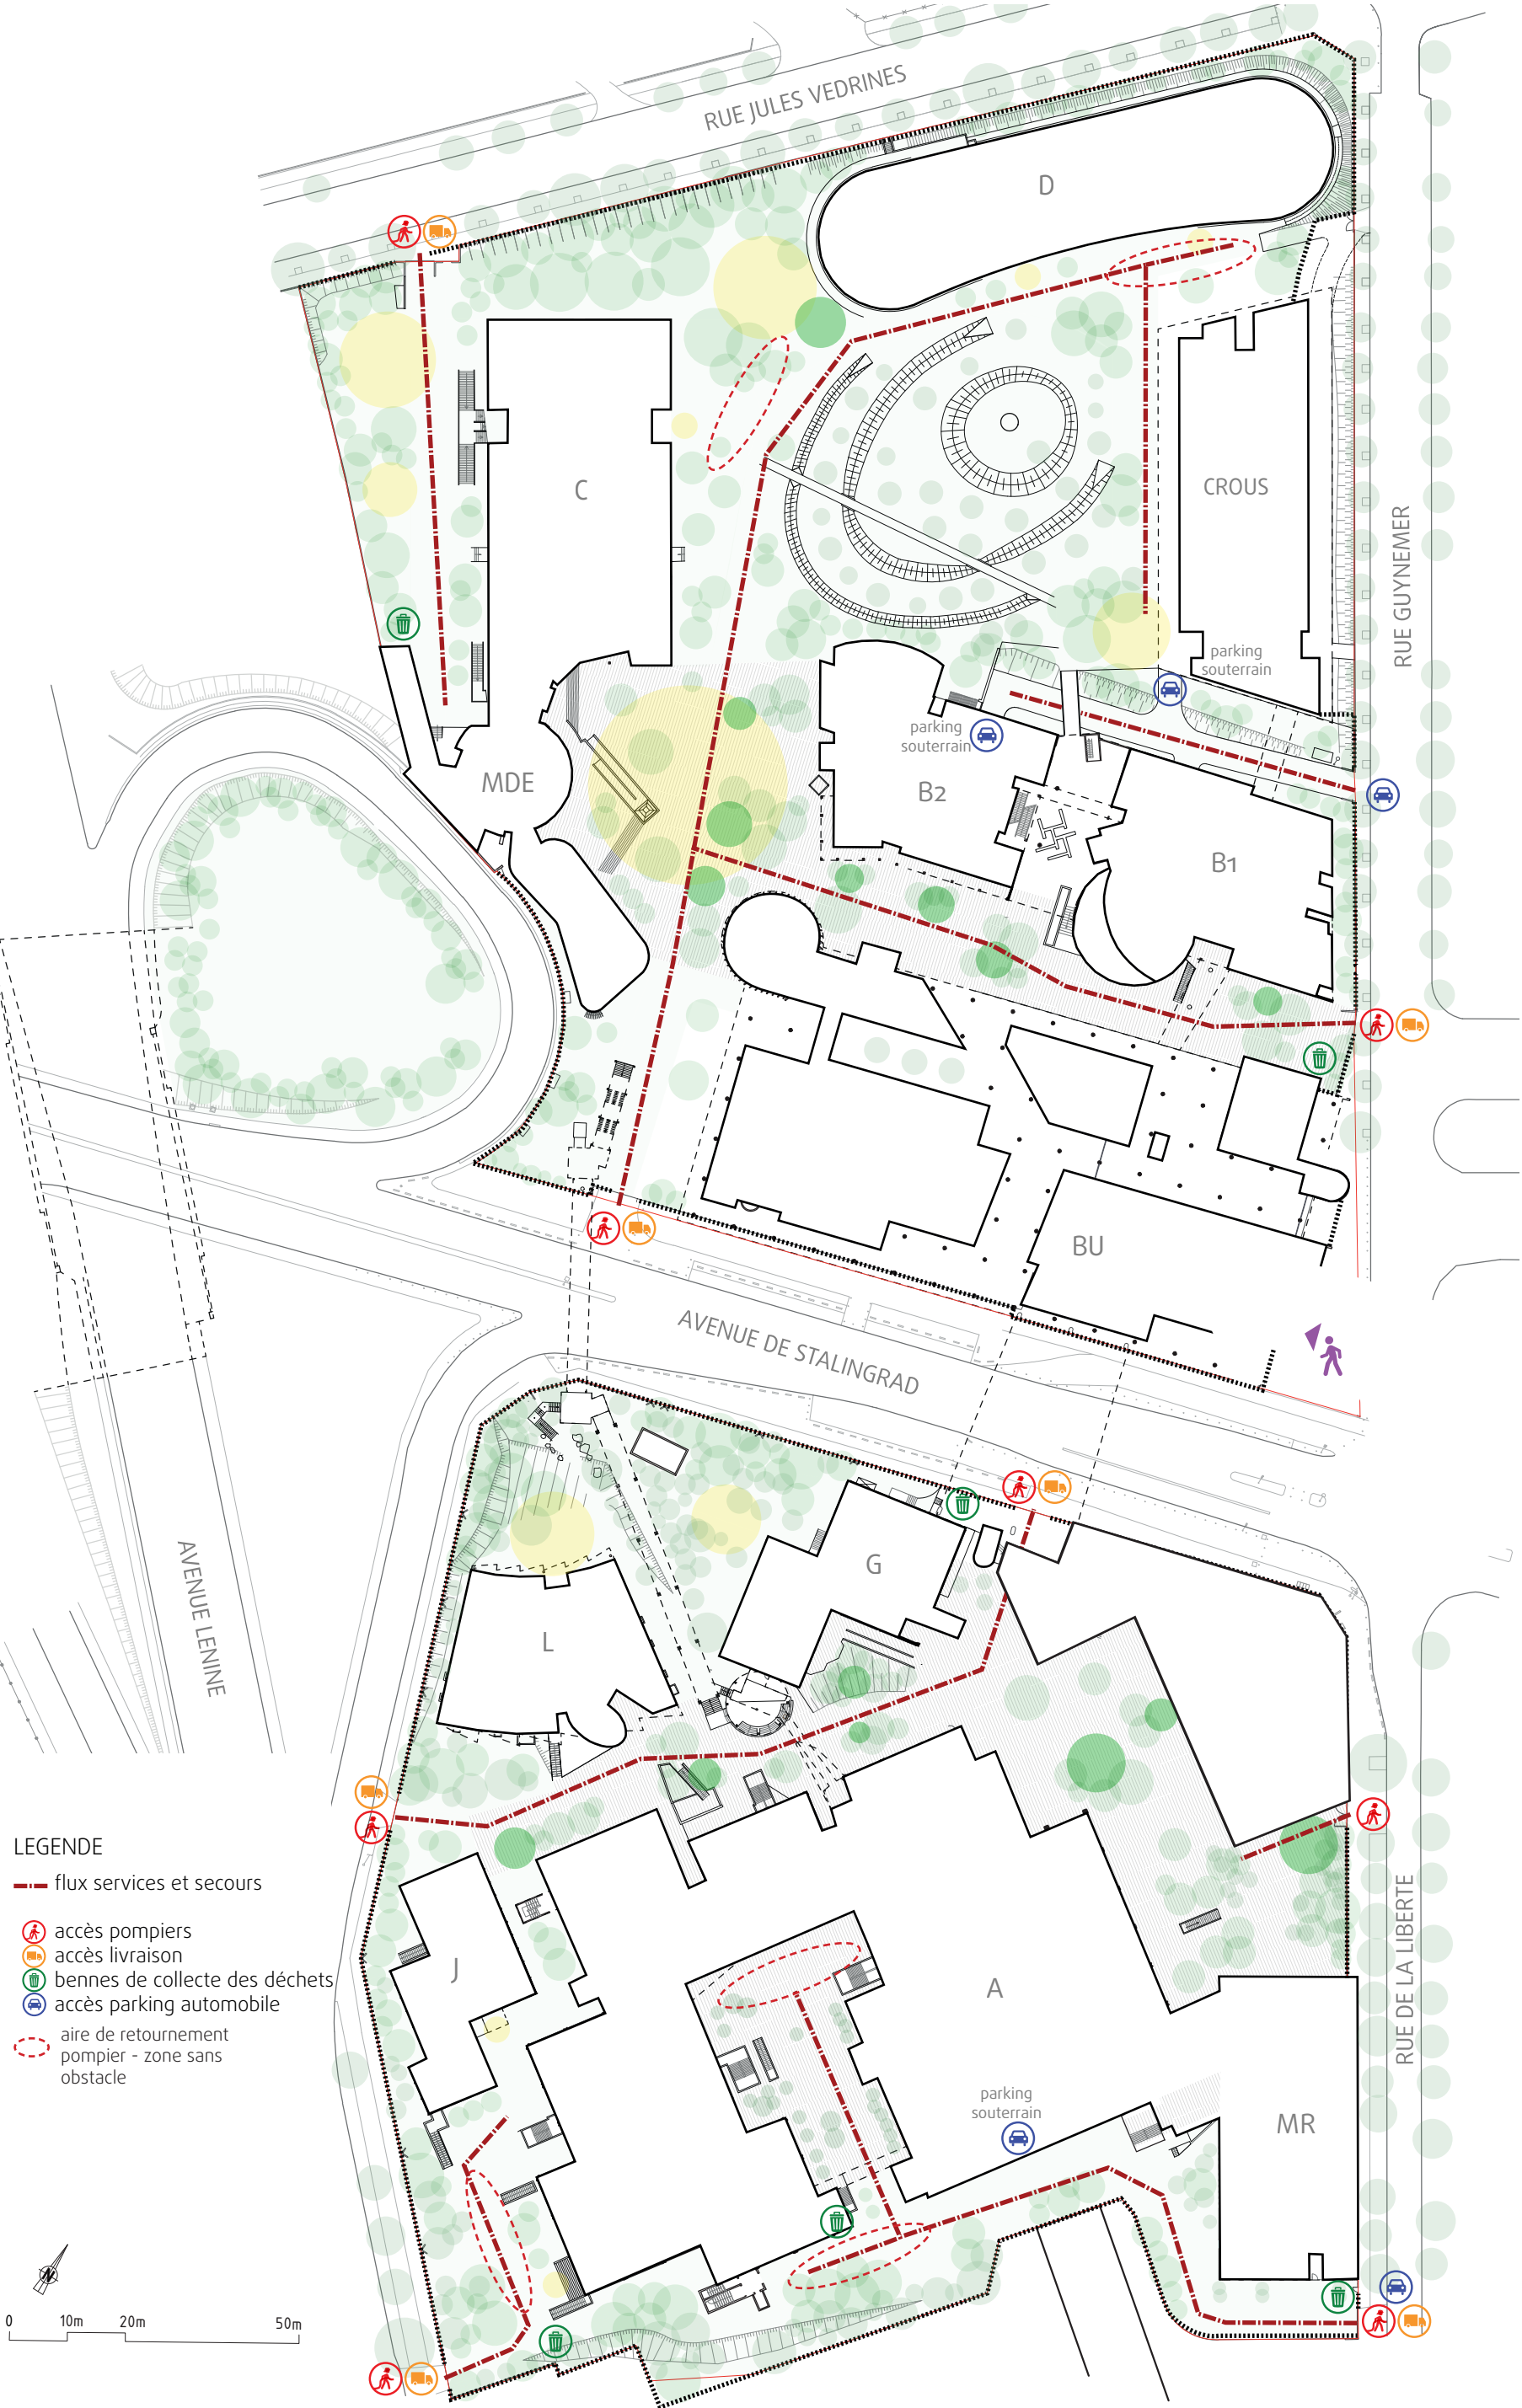 RUE JULES VEDRINES
D
C
CROUS
RUE GUYNEMER
parking
souterrain
parking
souterrain
MDE
B2
B1
BU
AVENUE DE STALINGRAD
G
L
AVENUE LENINE
LEGENDE
flux services et secours
accès pompiers
accès livraison
bennes de collecte des déchets
accès parking automobile
aire de retournement
pompier - zone sans
obstacle
J
A
RUE DE LA LIBERTE
parking
souterrain
MR
N
0 10m 20m 50m